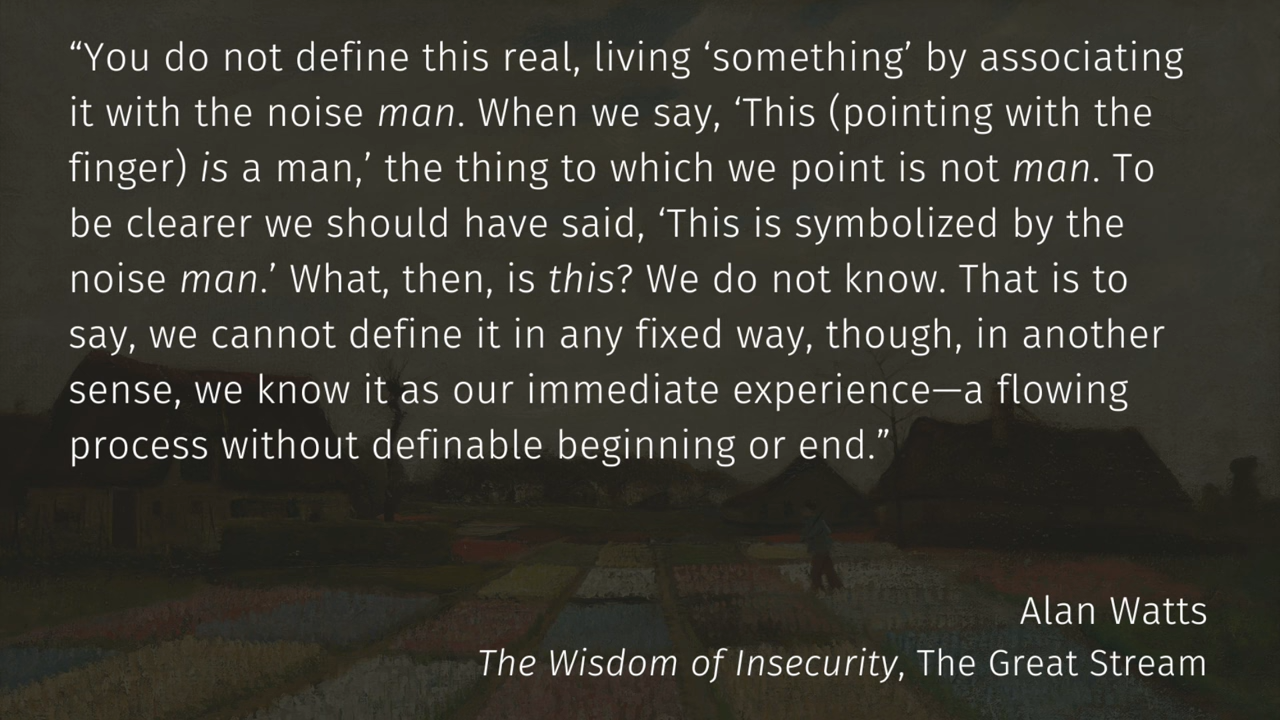 “You do not define this real, living ‘something’ by associating
it with the noise man. When we say, ‘This (pointing with the
finger) is a man,’ the thing to which we point is not man. To
be clearer we should have said, ‘This is symbolized by the
noise man.’ What, then, is this? We do not know. That is to
say, we cannot define it in any fixed way, though, in another
sense, we know it as our immediate experience—a flowing
process without definable beginning or end.”
Alan Watts
The Wisdom of Insecurity, The Great Stream